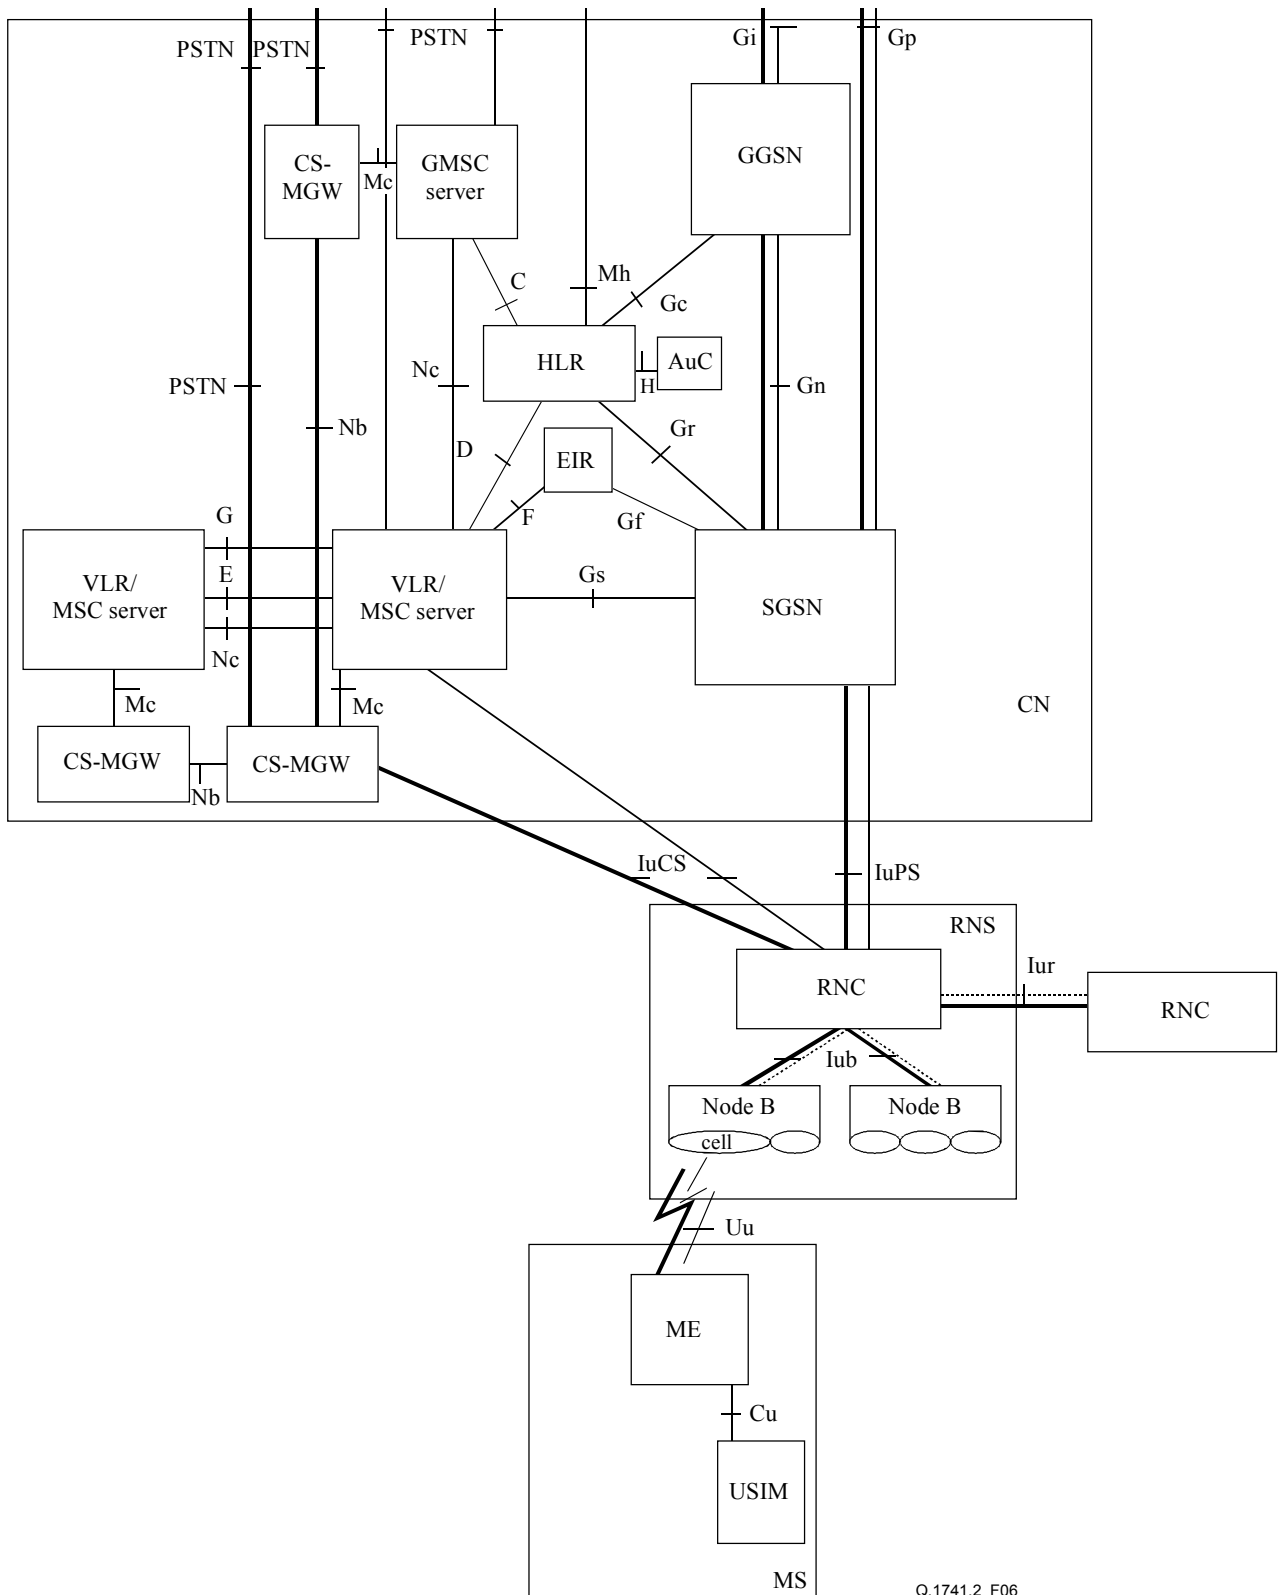 PSTN
PSTN
PSTN
Gi
Gp
CS-
MGW
Mc
GMSC
server
GGSN
C
Mh
Gc
HLR
H
AuC
PSTN
Nc
Gn
Nb
D
EIR
Gr
F
Gf
G
E
Nc
VLR/
MSC server
VLR/
MSC server
Gs
SGSN
Mc
Mc
CN
CS-MGW
Nb
CS-MGW
IuCS
IuPS
RNS
RNC
Iur
RNC
Iub
Node B
cell
Node B
Uu
ME
Cu
USIM
MS
Q.1741.2_F06